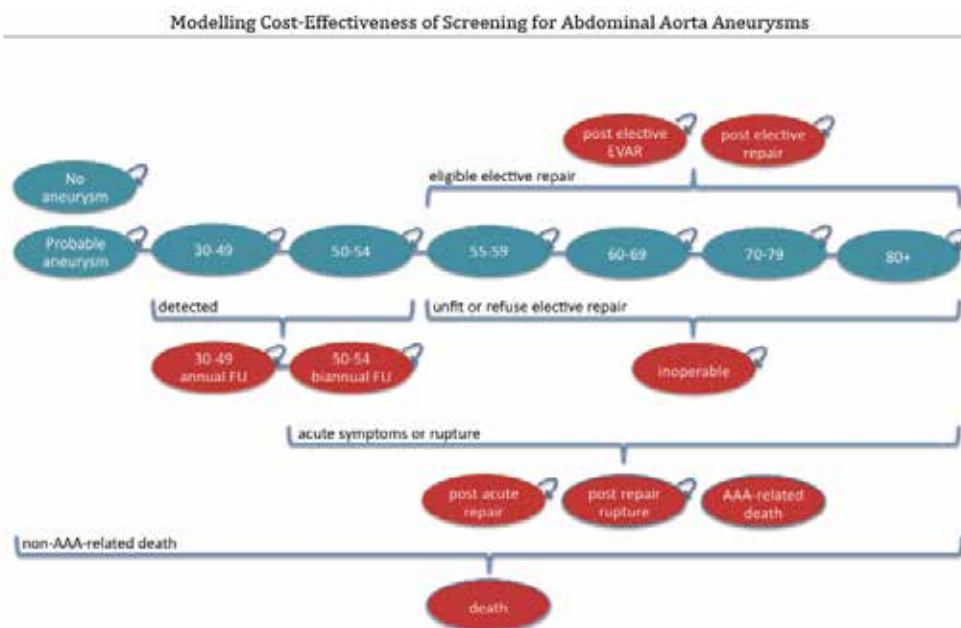 Modelling Cost-Effectiveness of Screening for Abdominal Aorta Aneurysms
post elective
EVAR
post elective
repair
No
aneurysm
eligible elective repair
Probable
aneurysm
30-49
50-54
55-59
60-69
70-79
80+
detected
unfit or refuse elective repair
30-49
annual FU
50-54
biannual FU
inoperable
acute symptoms or rupture
post acute
repair
post repair
rupture
AAA-related
death
non-AAA-related death
death